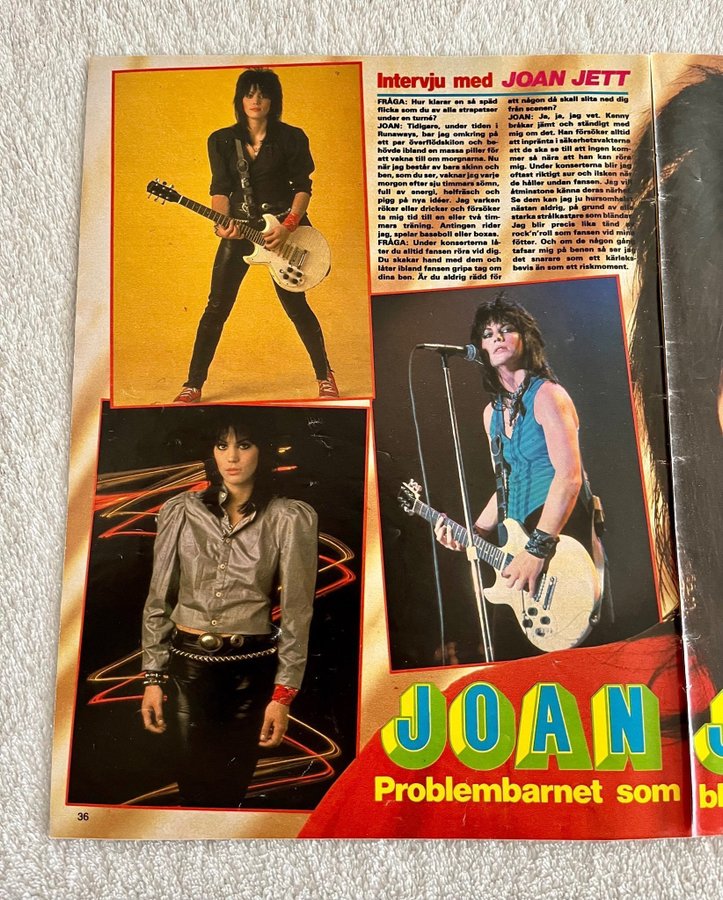 Intervju med JOAN JETT
FRÅGA: Hur klarar en så späd
flicka som du av alla strapatser
under en turné?
JOAN: Tidigare, under tiden i
Runaways, bar jag omkring på
ett par överflödskilon och be-
hövde ibland en massa piller för
att vakna till om morgnarna. Nu
när jag består av bara skinn och
ben, som du ser, vaknar jag varje
morgon efter sju timmars sömn,
full av energi, helfräsch och
pigg på nya idéer. Jag varken
röker eller dricker och försöker
ta mig tid till en eller två tim-
mars träning. Antingen rider
jag, spelar baseboll eller boxas.
FRÅGA: Under konserterna lå-
ter du alltid fansen röra vid dig.
Du skakar hand med dem och
låter ibland fansen gripa tag om
dina ben. Är du aldrig rädd för
att någon då skall slita ned dig
från scenen?
JOAN: Ja, ja, jag vet. Kenny
bråkar jämt och ständigt med
mig om det. Han försöker alltid
att inpränta i säkerhetsvakterna
att de ska se till att ingen kom-
mer så nära att han kan röra
mig. Under konserterna blir jag
oftast riktigt sur och ilsken när
de håller undan fansen. Jag vill
åtminstone känna deras närhet
Se dem kan jag ju hursomhelst
nästan aldrig, på grund av alla
starka strålkastare som bländar
Jag blir precis lika tänd av
rock'n'roll som fansen vid mina
fötter. Och om de någon gång
tafsar mig på benen så ser jag
det snarare som ett kärleks-
bevis än som ett riskmoment.
JOAN J
Problembarnet som bl
36